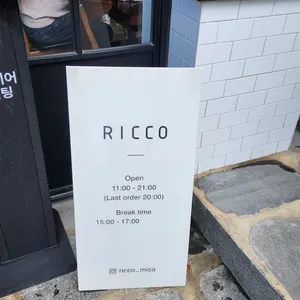 RICCO
Open
11:00 - 21:00
(Last order 20:00)
Break time
15:00 - 17:00
ricco_misa